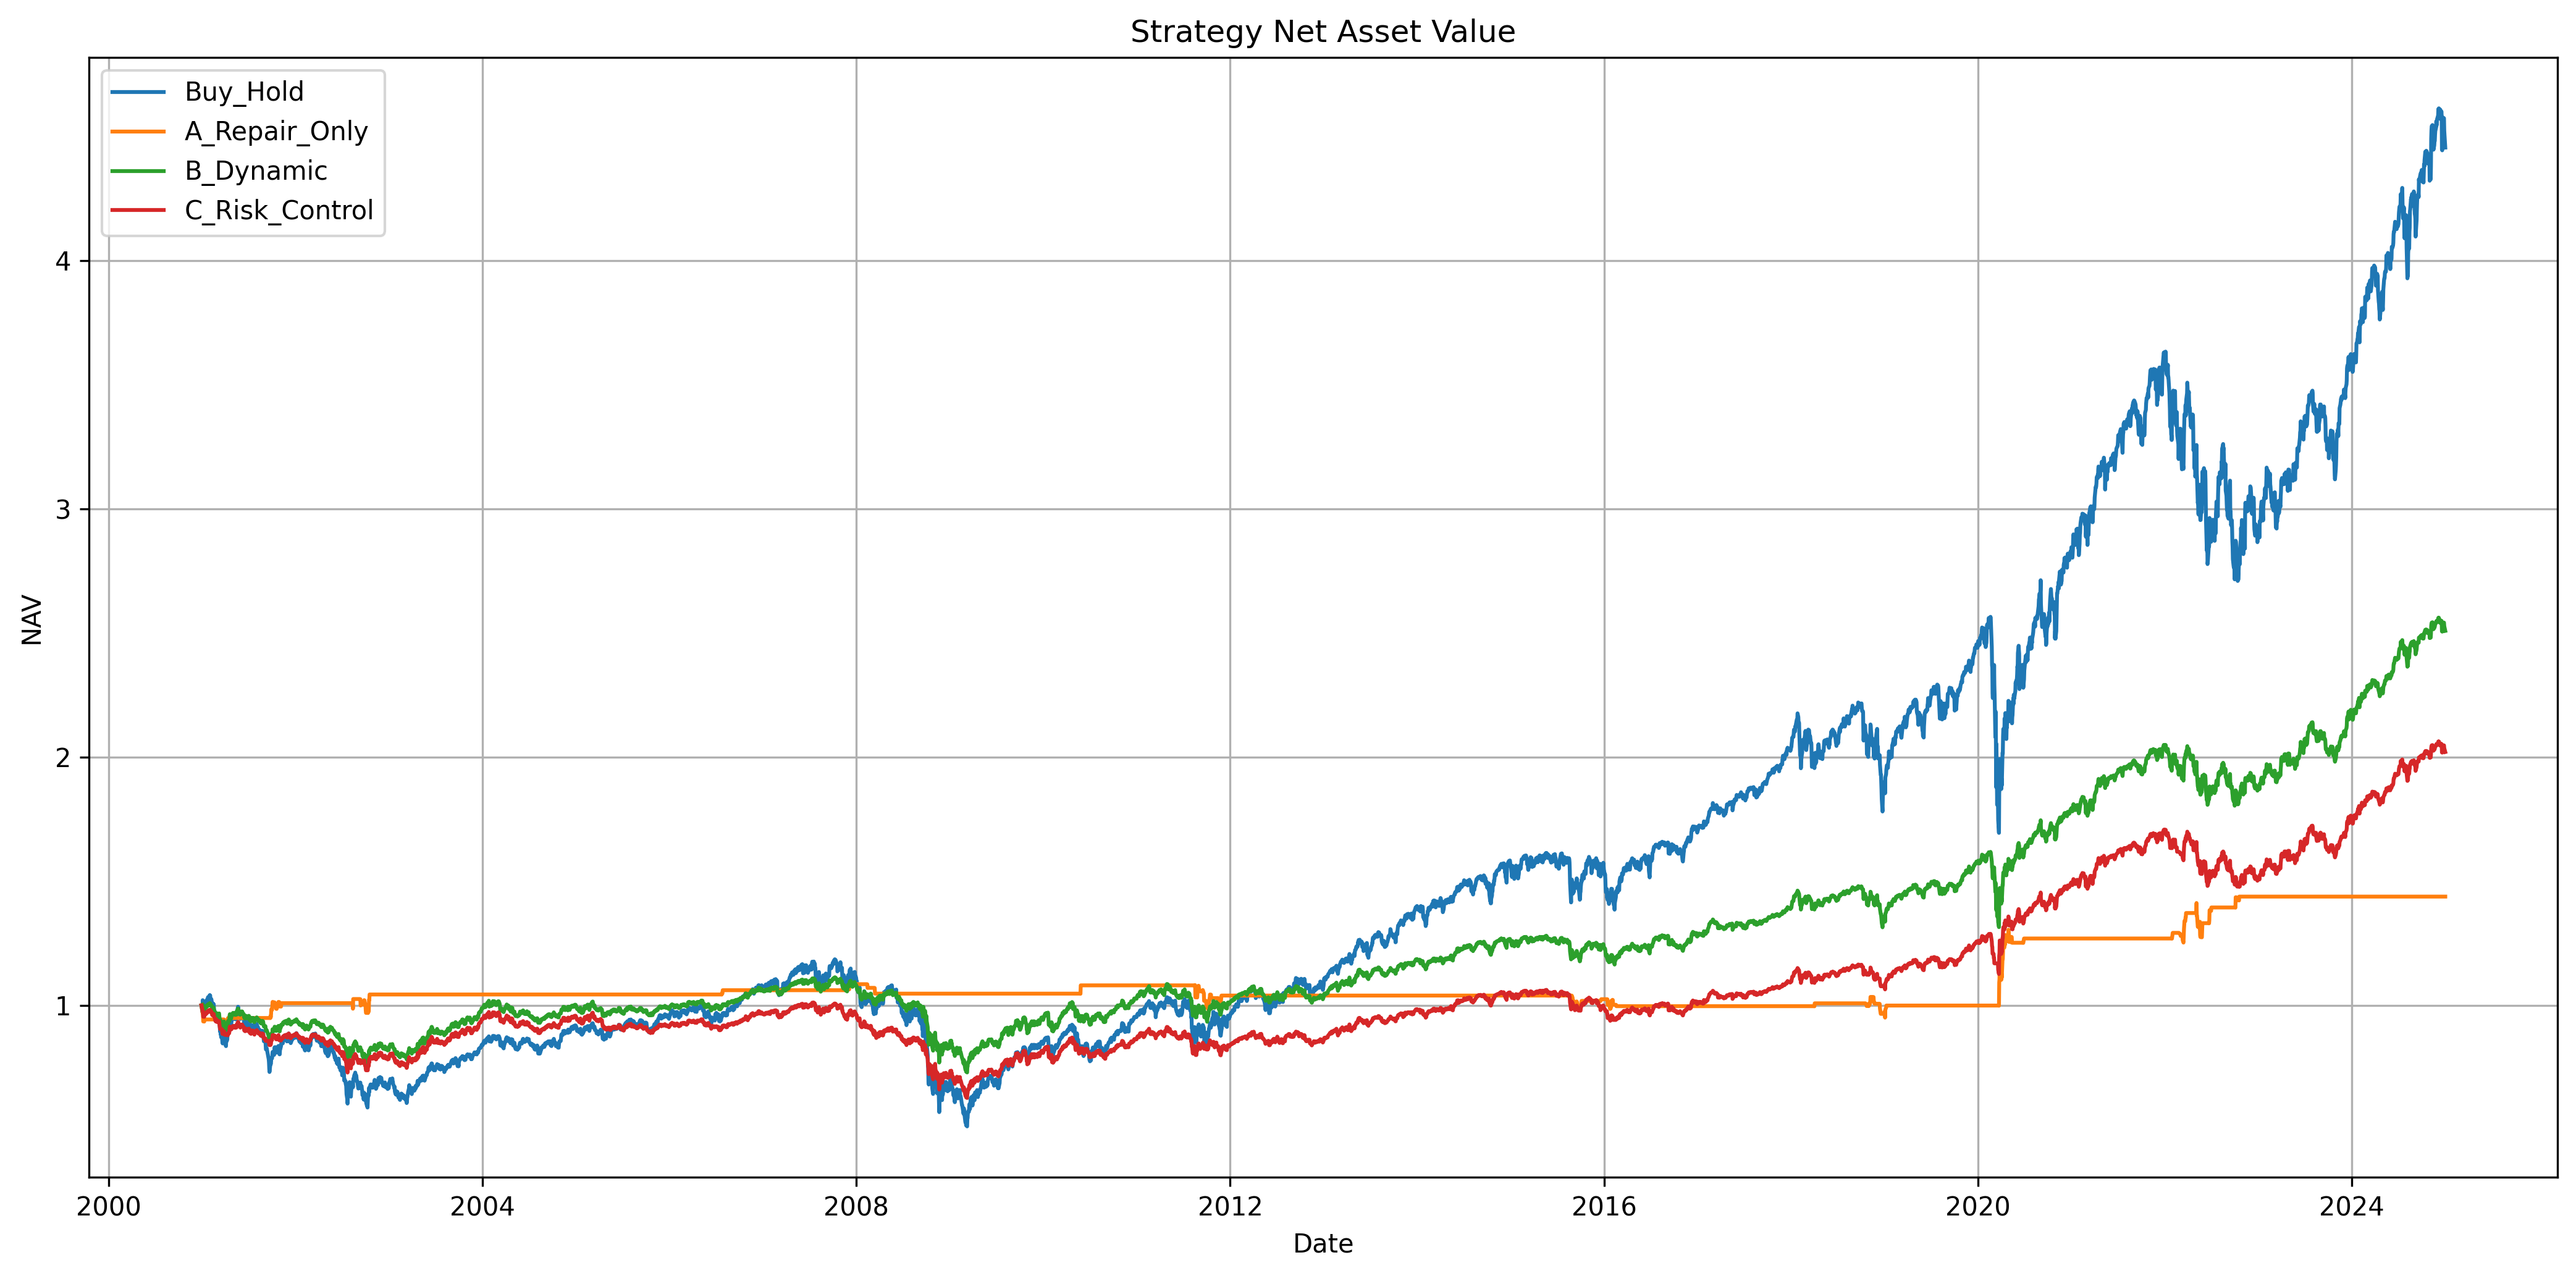 Strategy Net Asset Value
Buy_Hold
A_Repair_Only
B_Dynamic
C_Risk_Control
4
3
2
1
NAV
2000 2004 2008 2012 2016 2020 2024
Date